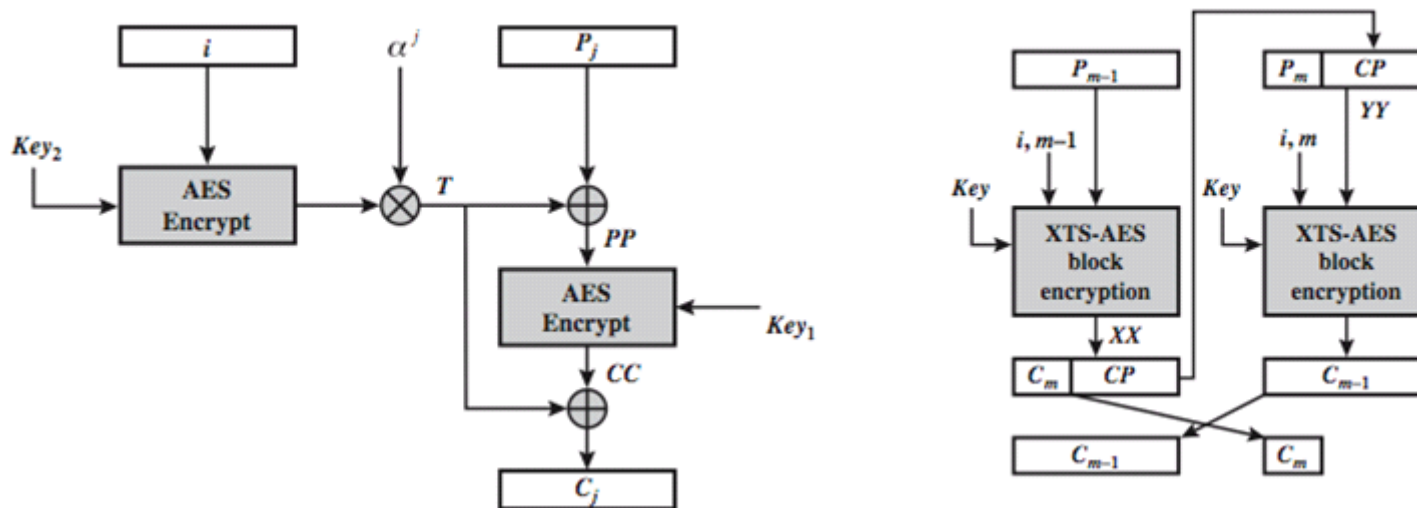 i
α^j
P_j
Key_2
AES
Encrypt
T
PP
AES
Encrypt
Key_1
CC
C_j
P_{m-1}
P_m CP
YY
i, m-1
i, m
Key
Key
XTS-AES
block
encryption
XTS-AES
block
encryption
XX
C_m CP
C_{m-1}
C_{m-1}
C_m